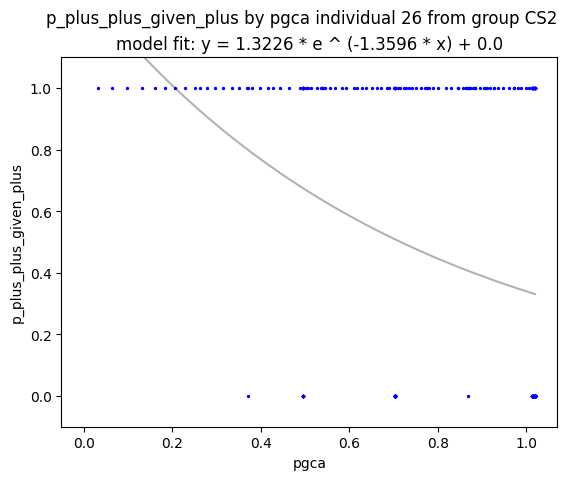 p_plus_plus_given_plus by pgca individual 26 from group CS2
model fit: y = 1.3226 * e ^ (-1.3596 * x) + 0.0
p_plus_plus_given_plus
1.0
0.8
0.6
0.4
0.2
0.0
0.0 0.2 0.4 0.6 0.8 1.0
pgca